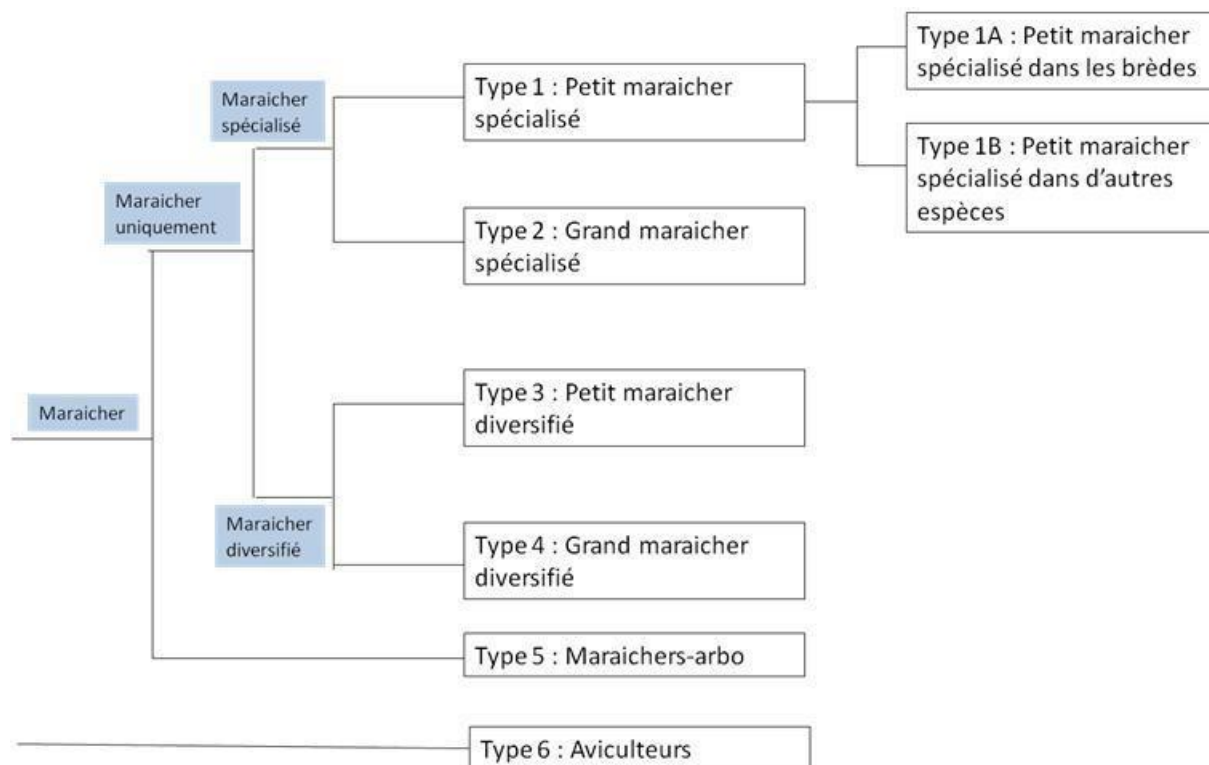 Type 1A : Petit maraicher
spécialisé dans les brèdes
Type 1 : Petit maraicher
spécialisé
Maraicher
spécialisé
Type 1B : Petit maraicher
spécialisé dans d'autres
espèces
Maraicher
uniquement
Type 2 : Grand maraicher
spécialisé
Type 3 : Petit maraicher
diversifié
Maraicher
Maraicher
diversifié
Type 4 : Grand maraicher
diversifié
Type 5 : Maraichers-arbo
Type 6 : Aviculteurs